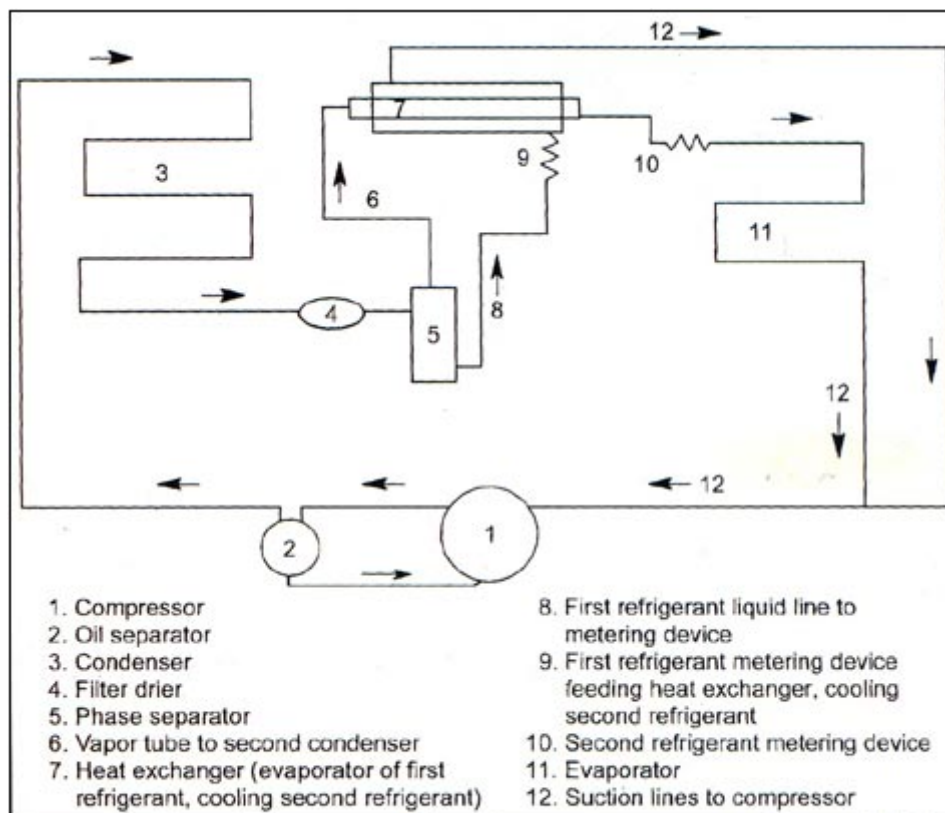 12
7
3
9
10
6
11
4
5
8
12
12
2
1
1. Compressor
2. Oil separator
3. Condenser
4. Filter drier
5. Phase separator
6. Vapor tube to second condenser
7. Heat exchanger (evaporator of first
refrigerant, cooling second refrigerant)
8. First refrigerant liquid line to
metering device
9. First refrigerant metering device
feeding heat exchanger, cooling
second refrigerant
10. Second refrigerant metering device
11. Evaporator
12. Suction lines to compressor